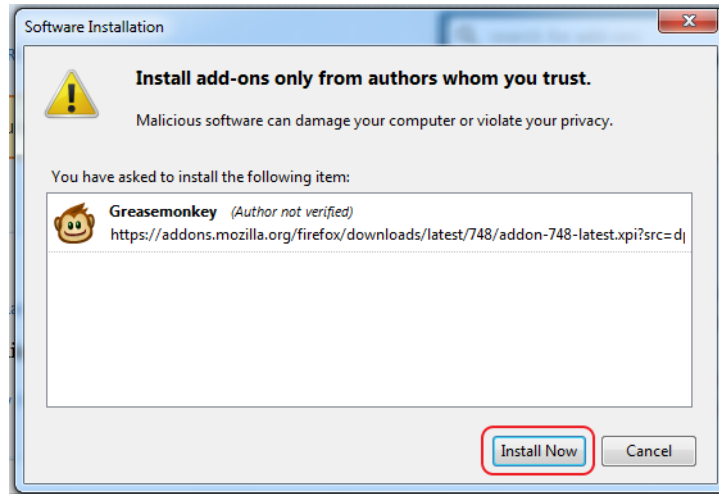 Software Installation
Install add-ons only from authors whom you trust.
Malicious software can damage your computer or violate your privacy.
You have asked to install the following item:
Greasemonkey (Author not verified)
https://addons.mozilla.org/firefox/downloads/latest/748/addon-748-latest.xpi?src=d
Install Now Cancel